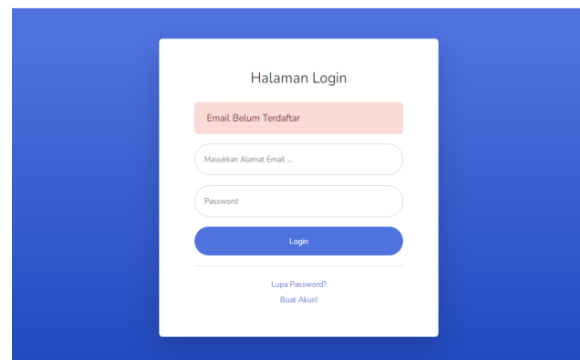 Halaman Login
Email Belum Terdaftar
Masukkan Alamat Email ...
Password
Login
Lupa Password?
Buat Akun!